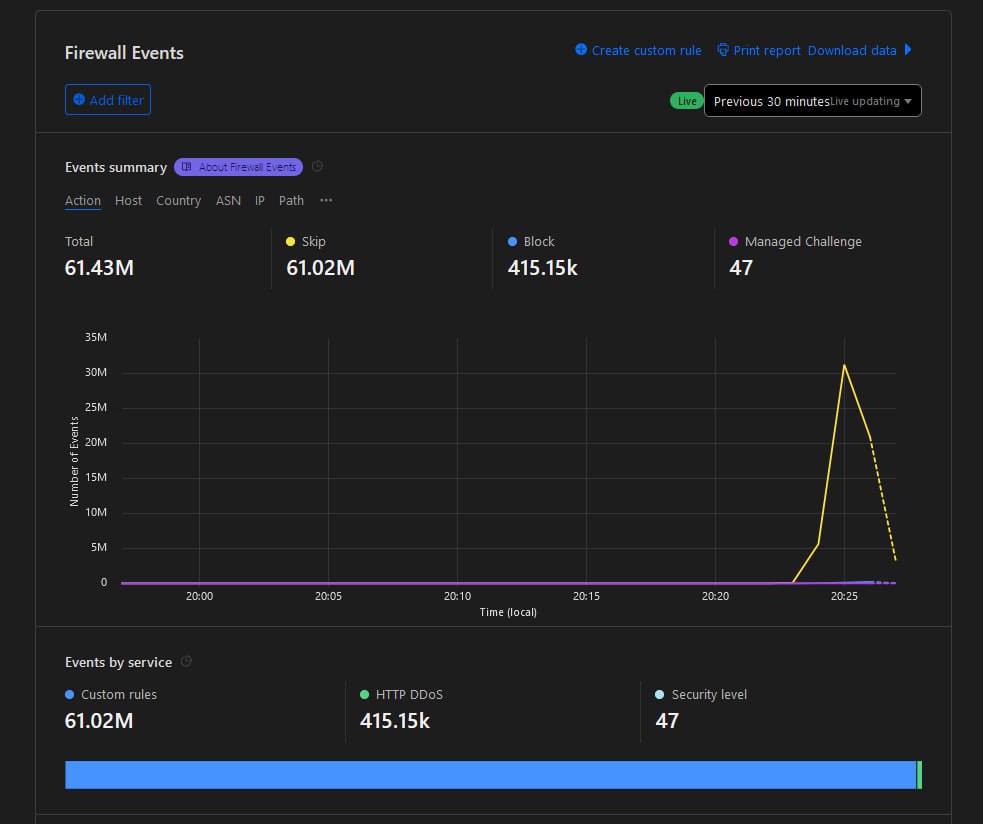 Firewall Events
Create custom rule Print report Download data
Add filter
Live Previous 30 minutes Live updating
Events summary About Firewall Events
Action Host Country ASN IP Path ...
Total Skip Block Managed Challenge
61.43M 61.02M 415.15k 47
35M
30M
25M
20M
15M
10M
5M
0
Number of Events
20:00 20:05 20:10 20:15 20:20 20:25
Time (local)
Events by service
Custom rules HTTP DDoS Security level
61.02M 415.15k 47